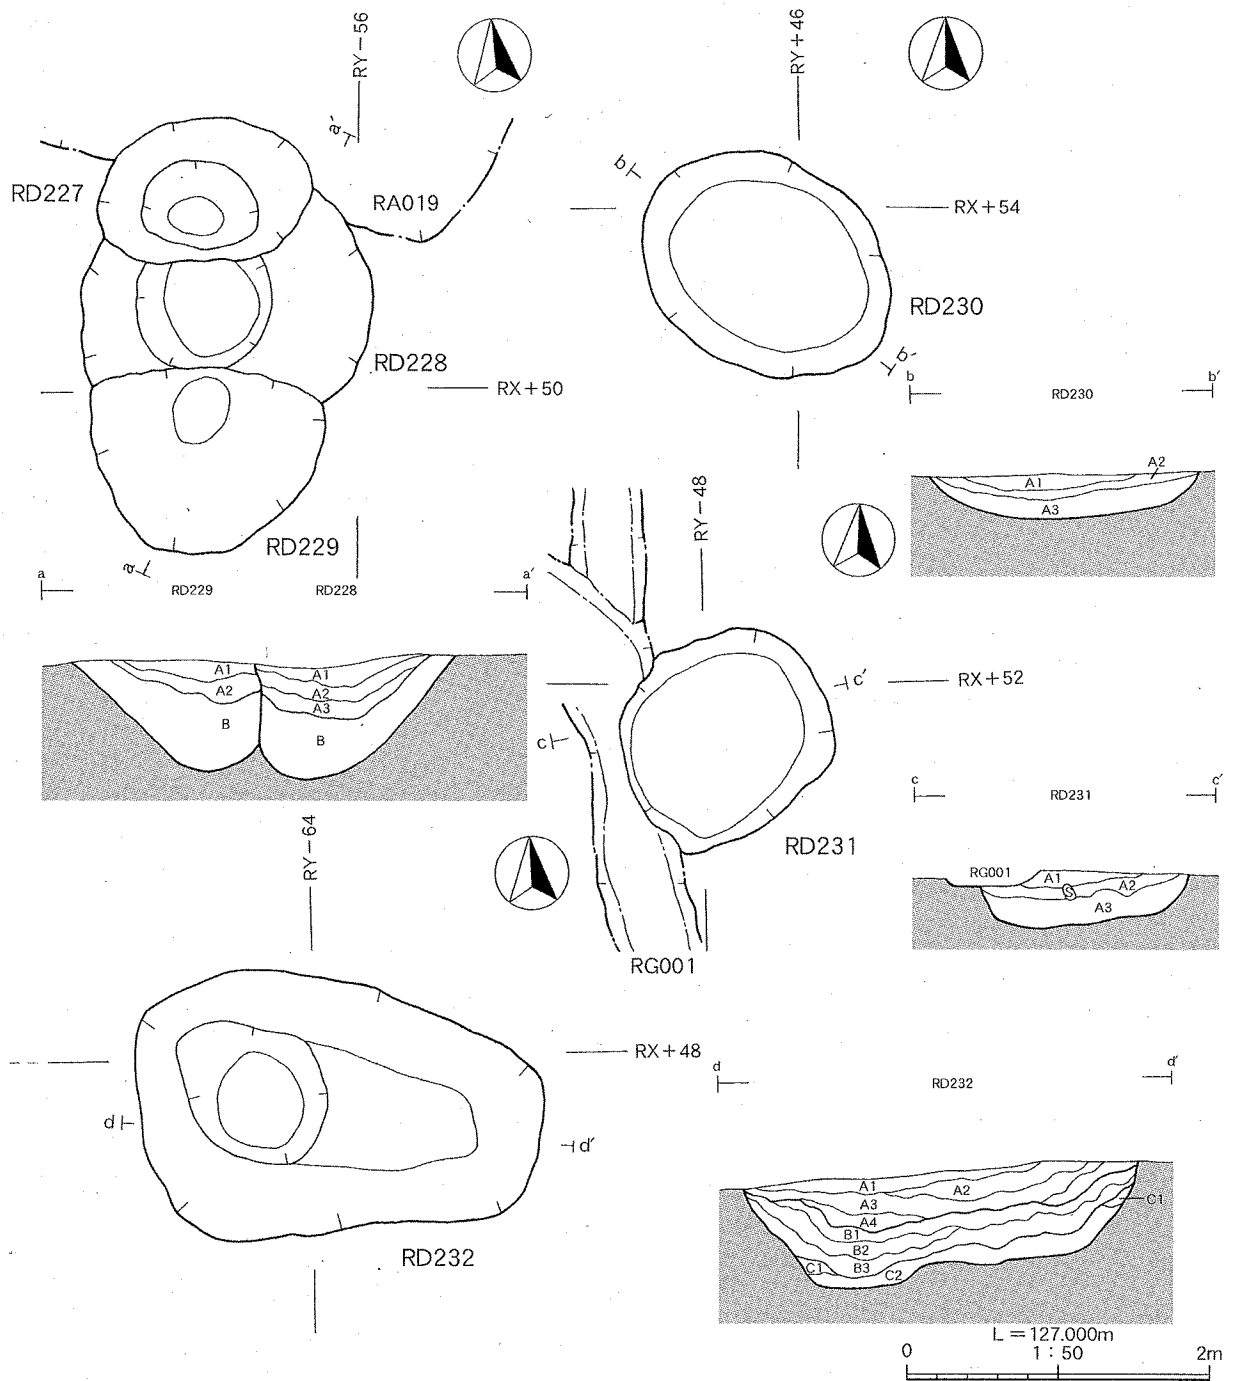 RY−56
a′
RD227
RA019
RD228
RX+50
RD229
a
RY+46
b
RX+54
RD230
b′
b
b′
RD230
A1
A2
A3
a
RD229
RD228
a′
A1
A1
A2
A2
A3
B
B
RY−48
c′
RX+52
c
RD231
RG001
c
c′
RD231
RG001
A1
S
A2
A3
RY−64
RX+48
d
d′
RD232
d
d′
RD232
A1
A2
A3
A4
B1
B2
B3
C1
C1
C2
L=127.000m
0
1:50
2m